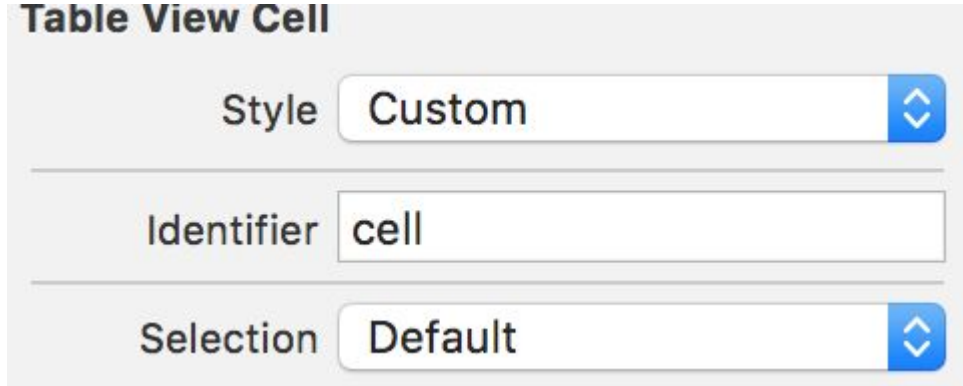 Table View Cell
Style Custom
Identifier cell
Selection Default